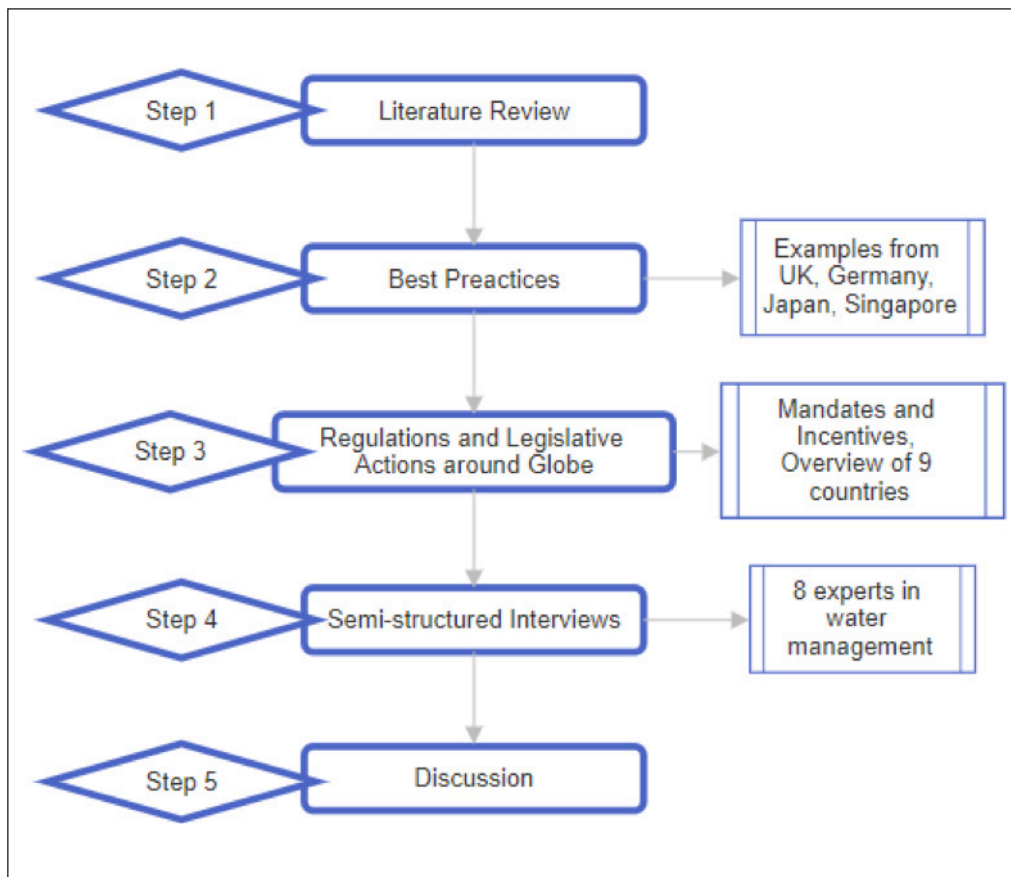 Step 1
Literature Review
Step 2
Best Preactices
Examples from
UK, Germany,
Japan, Singapore
Step 3
Regulations and Legislative
Actions around Globe
Mandates and
Incentives,
Overview of 9
countries
Step 4
Semi-structured Interviews
8 experts in
water
management
Step 5
Discussion